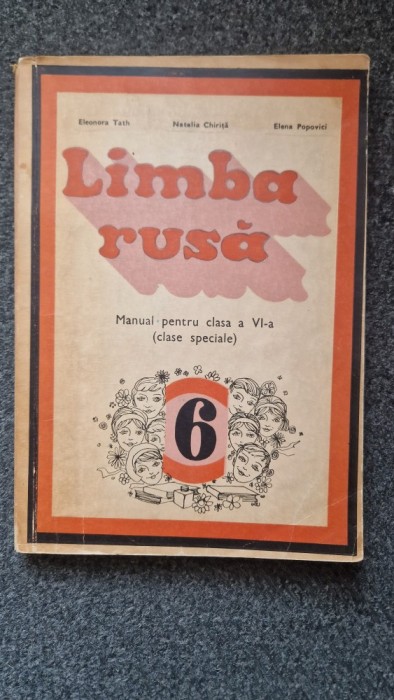 Eleonora Tath Natalia Chiriță Elena Popovici
Limba
rusă
Manual pentru clasa a VI-a
(clase speciale)
6